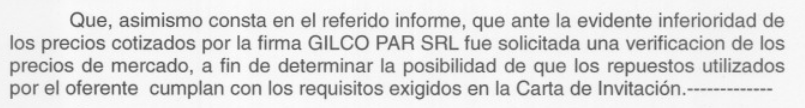 Que, asimismo consta en el referido informe, que ante la evidente inferioridad de
los precios cotizados por la firma GILCO PAR SRL fue solicitada una verificacion de los
precios de mercado, a fin de determinar la posibilidad de que los repuestos utilizados
por el oferente  cumplan con los requisitos exigidos en la Carta de Invitación.-------------